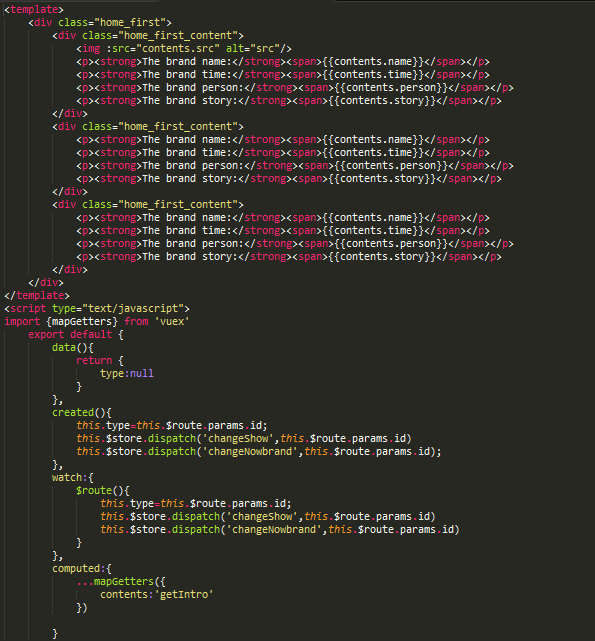 <template>
    <div class="home_first">
        <div class="home_first_content">
            <img :src="contents.src" alt="src"/>
            <p><strong>The brand name:</strong><span>{{contents.name}}</span></p>
            <p><strong>The brand time:</strong><span>{{contents.time}}</span></p>
            <p><strong>The brand person:</strong><span>{{contents.person}}</span></p>
            <p><strong>The brand story:</strong><span>{{contents.story}}</span></p>
        </div>
        <div class="home_first_content">
            <p><strong>The brand name:</strong><span>{{contents.name}}</span></p>
            <p><strong>The brand time:</strong><span>{{contents.time}}</span></p>
            <p><strong>The brand person:</strong><span>{{contents.person}}</span></p>
            <p><strong>The brand story:</strong><span>{{contents.story}}</span></p>
        </div>
        <div class="home_first_content">
            <p><strong>The brand name:</strong><span>{{contents.name}}</span></p>
            <p><strong>The brand time:</strong><span>{{contents.time}}</span></p>
            <p><strong>The brand person:</strong><span>{{contents.person}}</span></p>
            <p><strong>The brand story:</strong><span>{{contents.story}}</span></p>
        </div>
    </div>
</template>
<script type="text/javascript">
import {mapGetters} from 'vuex'
    export default {
        data(){
            return {
                type:null
            }
        },
        created(){
            this.type=this.$route.params.id;
            this.$store.dispatch('changeShow',this.$route.params.id)
            this.$store.dispatch('changeNowbrand',this.$route.params.id);
        },
        watch:{
            $route(){
                this.type=this.$route.params.id;
                this.$store.dispatch('changeShow',this.$route.params.id)
                this.$store.dispatch('changeNowbrand',this.$route.params.id)
            }
        },
        computed:{
            ...mapGetters({
                contents:'getIntro'
            })
        }